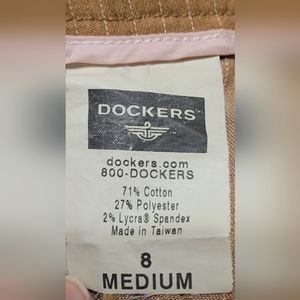 DOCKERS
dockers.com
800-DOCKERS
71% Cotton
27% Polyester
2% Lycra® Spandex
Made in Taiwan
8
MEDIUM